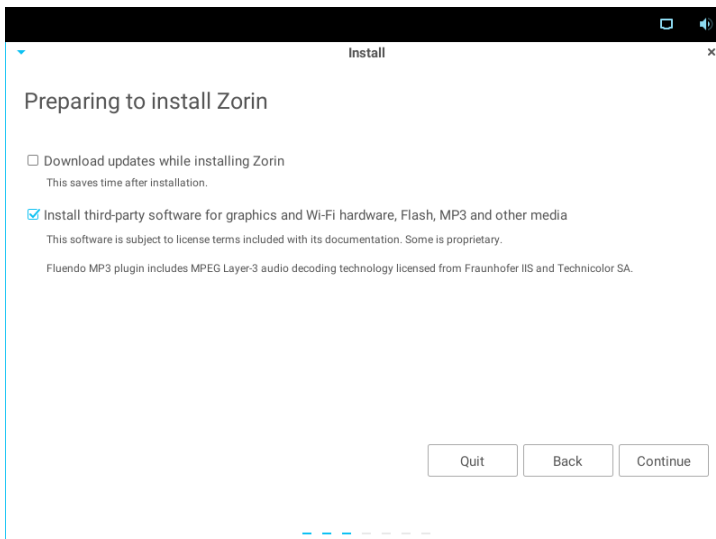 Install
Preparing to install Zorin
Download updates while installing Zorin
This saves time after installation.
Install third-party software for graphics and Wi-Fi hardware, Flash, MP3 and other media
This software is subject to license terms included with its documentation. Some is proprietary.
Fluendo MP3 plugin includes MPEG Layer-3 audio decoding technology licensed from Fraunhofer IIS and Technicolor SA.
Quit Back Continue